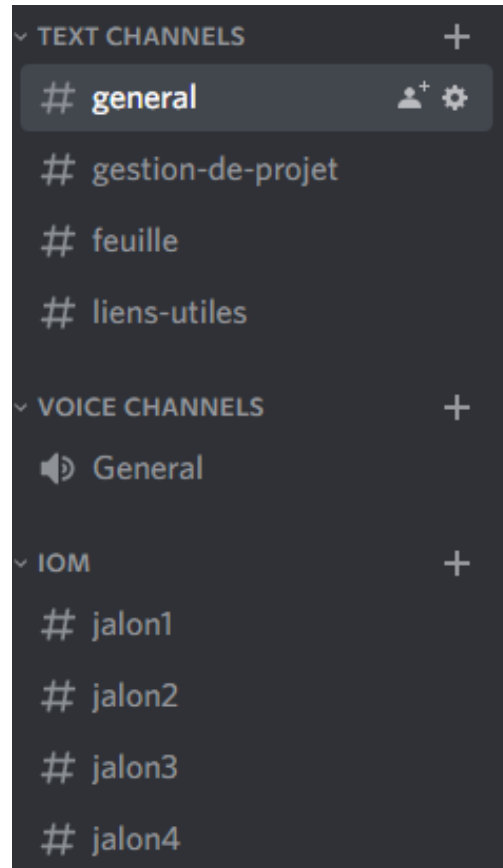 TEXT CHANNELS
# general
# gestion-de-projet
# feuille
# liens-utiles
VOICE CHANNELS
General
IOM
# jalon1
# jalon2
# jalon3
# jalon4